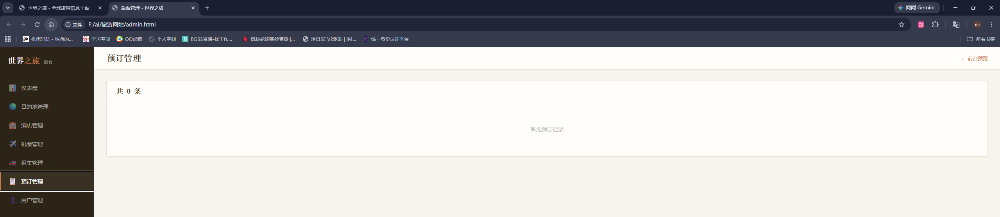 世界之旅 - 全球旅游信息平台
后台管理 - 世界之旅
问问 Gemini
文件
F:/ai/旅游网站/admin.html
dc
机佬导航 - 纯净的...
学习空间
QQ邮箱
个人空间
BOSS直聘-找工作...
鼠标轮询率检查器 |...
逐日SE V2驱动 | IM...
统一身份认证平台
所有书签
世界之旅 后台
预订管理
← 前台预览
仪表盘
目的地管理
酒店管理
机票管理
租车管理
预订管理
用户管理
共 0 条
暂无预订记录